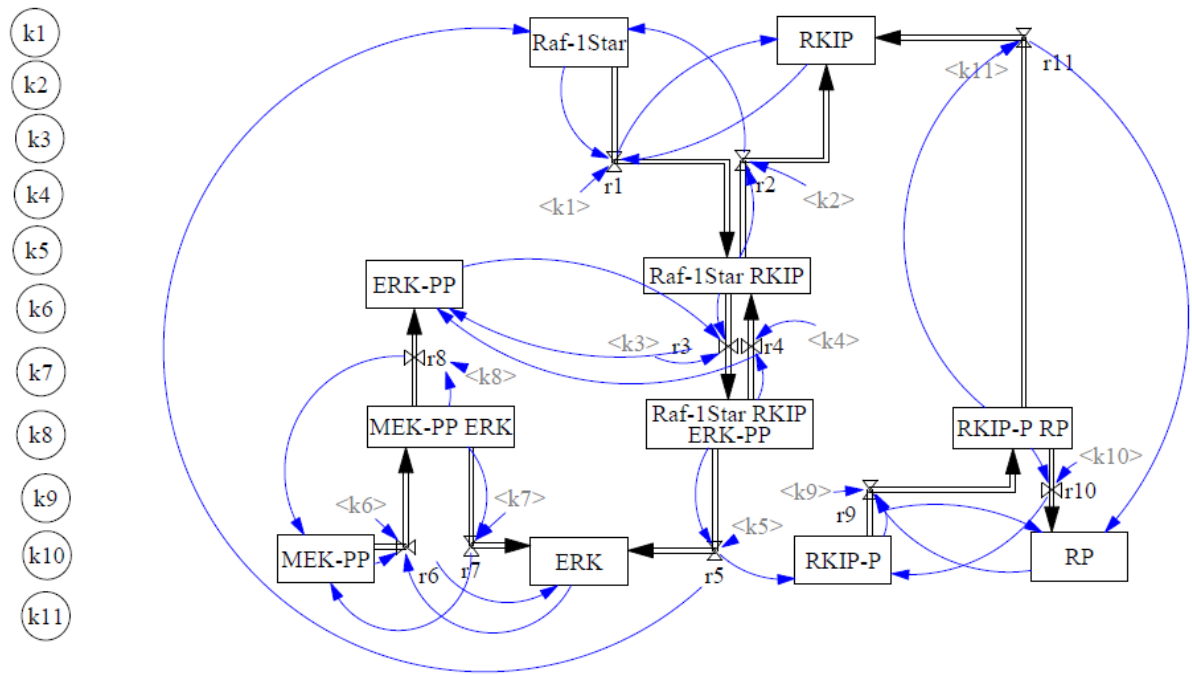 k1
k2
k3
k4
k5
k6
k7
k8
k9
k10
k11
Raf-1Star
RKIP
r11
<k11>
r1
<k1>
r2
<k2>
ERK-PP
Raf-1Star RKIP
<k3>
r3
r4
<k4>
r8
<k8>
MEK-PP ERK
Raf-1Star RKIP
ERK-PP
RKIP-P RP
<k6>
<k7>
<k5>
<k9>
r9
<k10>
r10
MEK-PP
r6
r7
ERK
r5
RKIP-P
RP